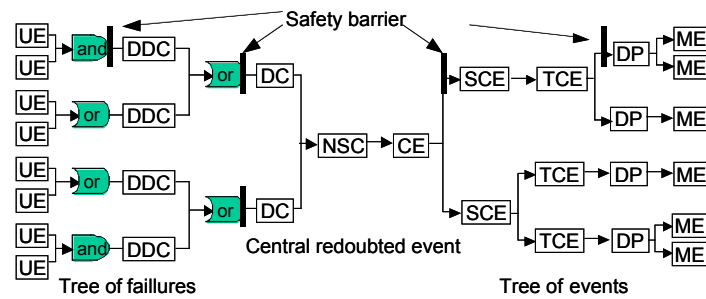 Safety barrier
UE and DDC DP ME
UE ME
or DC SCE TCE
UE
or DDC DP ME
UE
NSC CE
UE
or DDC TCE DP ME
UE
or DC SCE
UE ME
and DDC Central redoubted event TCE DP
UE ME
Tree of faillures Tree of events